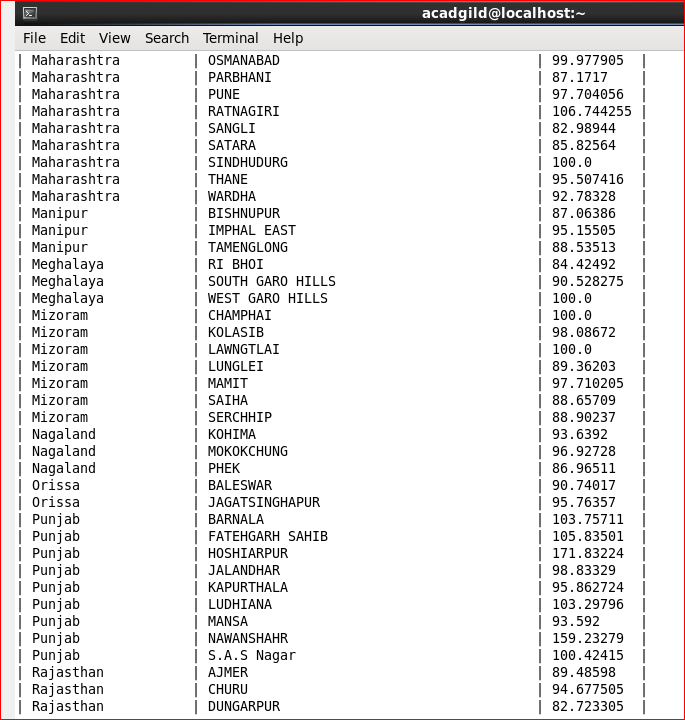 acadgild@localhost:~
File Edit View Search Terminal Help
| Maharashtra | OSMANABAD | 99.977905 |
| Maharashtra | PARBHANI | 87.1717 |
| Maharashtra | PUNE | 97.704056 |
| Maharashtra | RATNAGIRI | 106.744255 |
| Maharashtra | SANGLI | 82.98944 |
| Maharashtra | SATARA | 85.82564 |
| Maharashtra | SINDHUDURG | 100.0 |
| Maharashtra | THANE | 95.507416 |
| Maharashtra | WARDHA | 92.78328 |
| Manipur | BISHNUPUR | 87.06386 |
| Manipur | IMPHAL EAST | 95.15505 |
| Manipur | TAMENGLONG | 88.53513 |
| Meghalaya | RI BHOI | 84.42492 |
| Meghalaya | SOUTH GARO HILLS | 90.528275 |
| Meghalaya | WEST GARO HILLS | 100.0 |
| Mizoram | CHAMPHAI | 100.0 |
| Mizoram | KOLASIB | 98.08672 |
| Mizoram | LAWNGTLAI | 100.0 |
| Mizoram | LUNGLEI | 89.36203 |
| Mizoram | MAMIT | 97.710205 |
| Mizoram | SAIHA | 88.65709 |
| Mizoram | SERCHHIP | 88.90237 |
| Nagaland | KOHIMA | 93.6392 |
| Nagaland | MOKOKCHUNG | 96.92728 |
| Nagaland | PHEK | 86.96511 |
| Orissa | BALESWAR | 90.74017 |
| Orissa | JAGATSINGHAPUR | 95.76357 |
| Punjab | BARNALA | 103.75711 |
| Punjab | FATEHGARH SAHIB | 105.83501 |
| Punjab | HOSHIARPUR | 171.83224 |
| Punjab | JALANDHAR | 98.83329 |
| Punjab | KAPURTHALA | 95.862724 |
| Punjab | LUDHIANA | 103.29796 |
| Punjab | MANSA | 93.592 |
| Punjab | NAWANSHAHR | 159.23279 |
| Punjab | S.A.S Nagar | 100.42415 |
| Rajasthan | AJMER | 89.48598 |
| Rajasthan | CHURU | 94.677505 |
| Rajasthan | DUNGARPUR | 82.723305 |